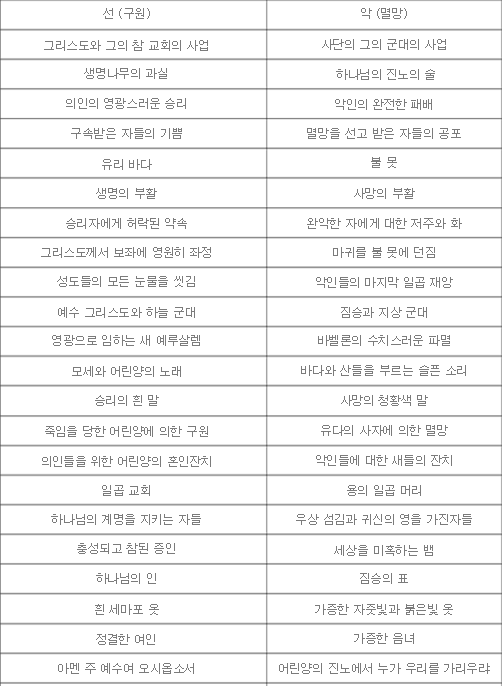 선 (구원) 악 (멸망)
그리스도와 그의 참 교회의 사업 사단의 그의 군대의 사업
생명나무의 과실 하나님의 진노의 술
의인의 영광스러운 승리 악인의 완전한 패배
구속받은 자들의 기쁨 멸망을 선고 받은 자들의 공포
유리 바다 불 못
생명의 부활 사망의 부활
승리자에게 허락된 약속 완악한 자에게 대한 저주와 화
그리스도께서 보좌에 영원히 좌정 마귀를 불 못에 던짐
성도들의 모든 눈물을 씻김 악인들의 마지막 일곱 재앙
예수 그리스도와 하늘 군대 짐승과 지상 군대
영광으로 임하는 새 예루살렘 바벨론의 수치스러운 파멸
모세와 어린양의 노래 바다와 산들을 부르는 슬픈 소리
승리의 흰 말 사망의 청황색 말
죽임을 당한 어린양에 의한 구원 유다의 사자에 의한 멸망
의인들을 위한 어린양의 혼인잔치 악인들에 대한 새들의 잔치
일곱 교회 용의 일곱 머리
하나님의 계명을 지키는 자들 우상 섬김과 귀신의 영을 가진자들
충성되고 참된 증인 세상을 미혹하는 뱀
하나님의 인 짐승의 표
흰 세마포 옷 가증한 자줏빛과 붉은빛 옷
정결한 여인 가증한 음녀
아멘 주 예수여 오시옵소서 어린양의 진노에서 누가 우리를 가리우랴